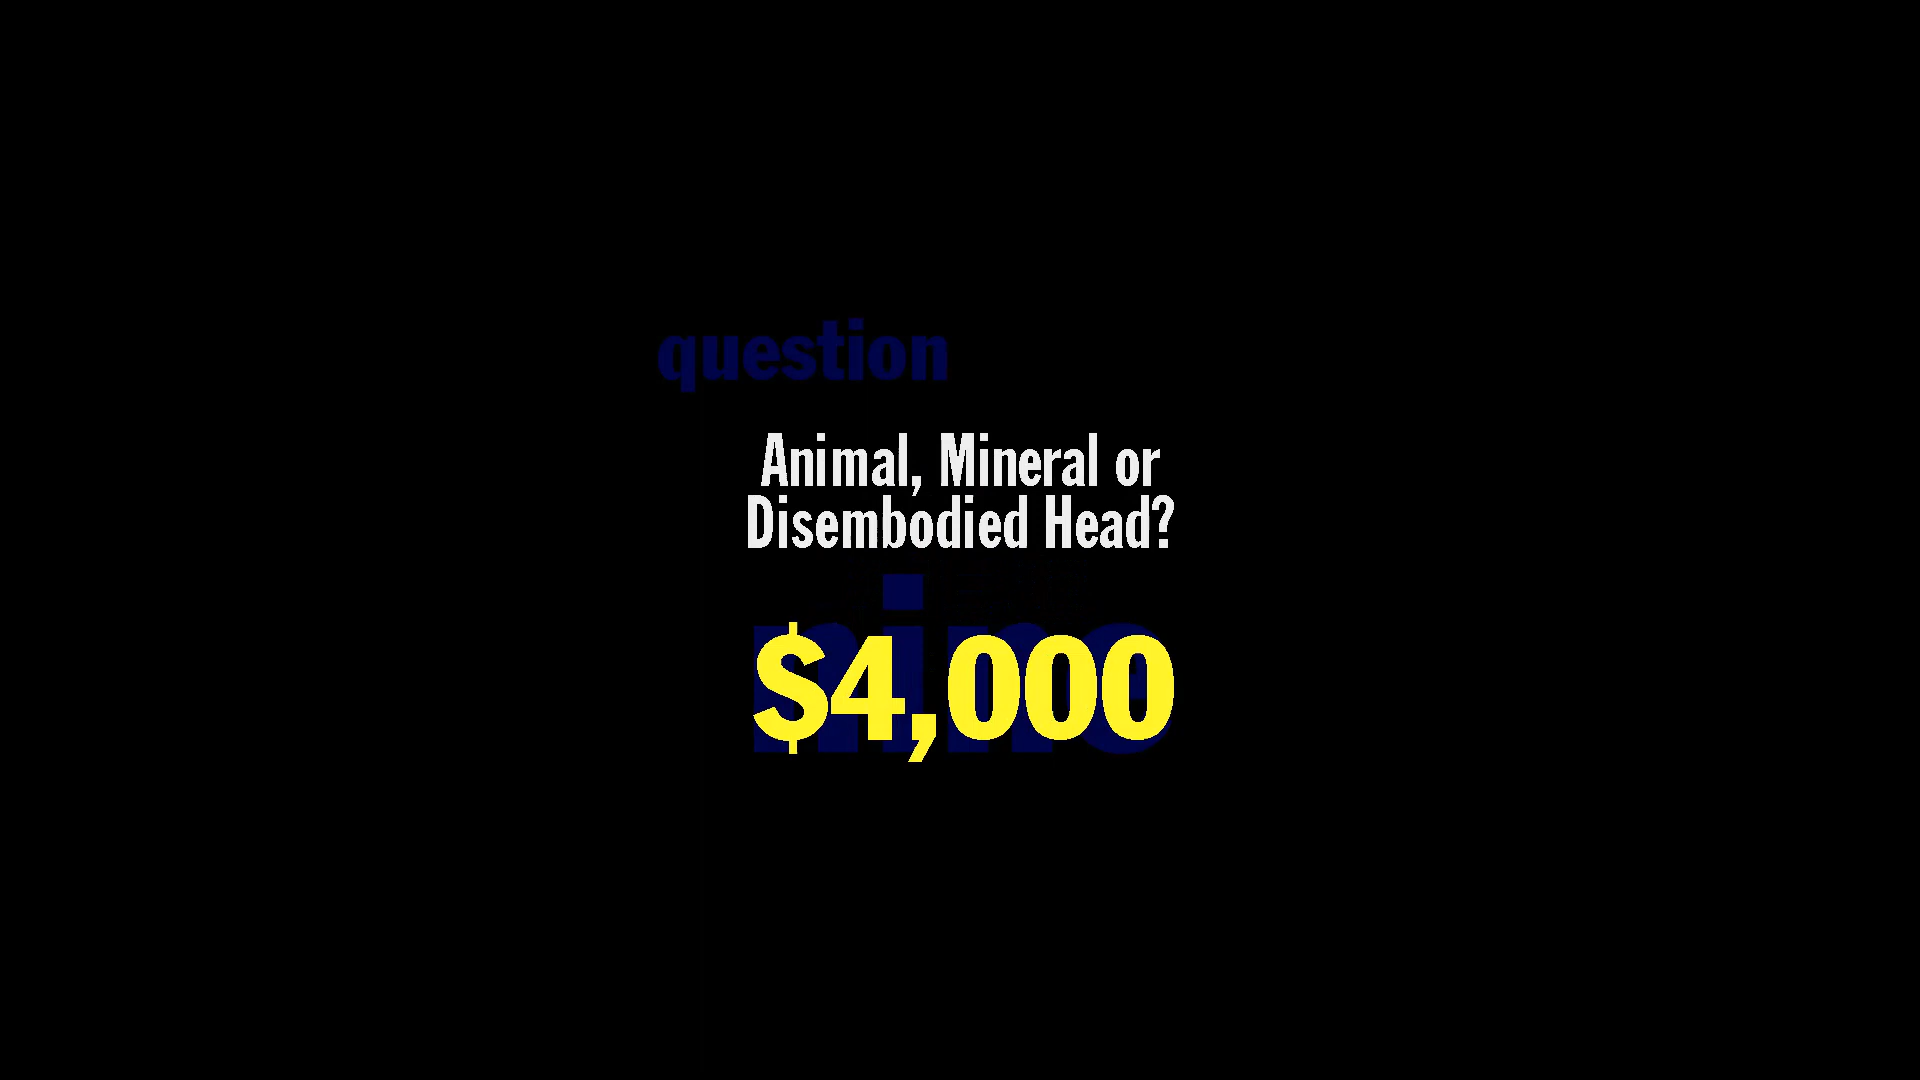 question
Animal, Mineral or
Disembodied Head?
nine
$4,000